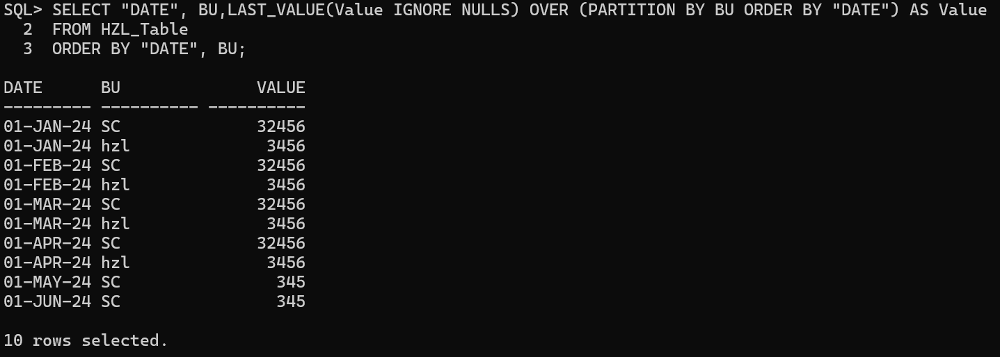 SQL> SELECT "DATE", BU,LAST_VALUE(Value IGNORE NULLS) OVER (PARTITION BY BU ORDER BY "DATE") AS Value
  2  FROM HZL_Table
  3  ORDER BY "DATE", BU;

DATE      BU              VALUE
--------- ---------- ----------
01-JAN-24 SC              32456
01-JAN-24 hzl              3456
01-FEB-24 SC              32456
01-FEB-24 hzl              3456
01-MAR-24 SC              32456
01-MAR-24 hzl              3456
01-APR-24 SC              32456
01-APR-24 hzl              3456
01-MAY-24 SC                345
01-JUN-24 SC                345

10 rows selected.